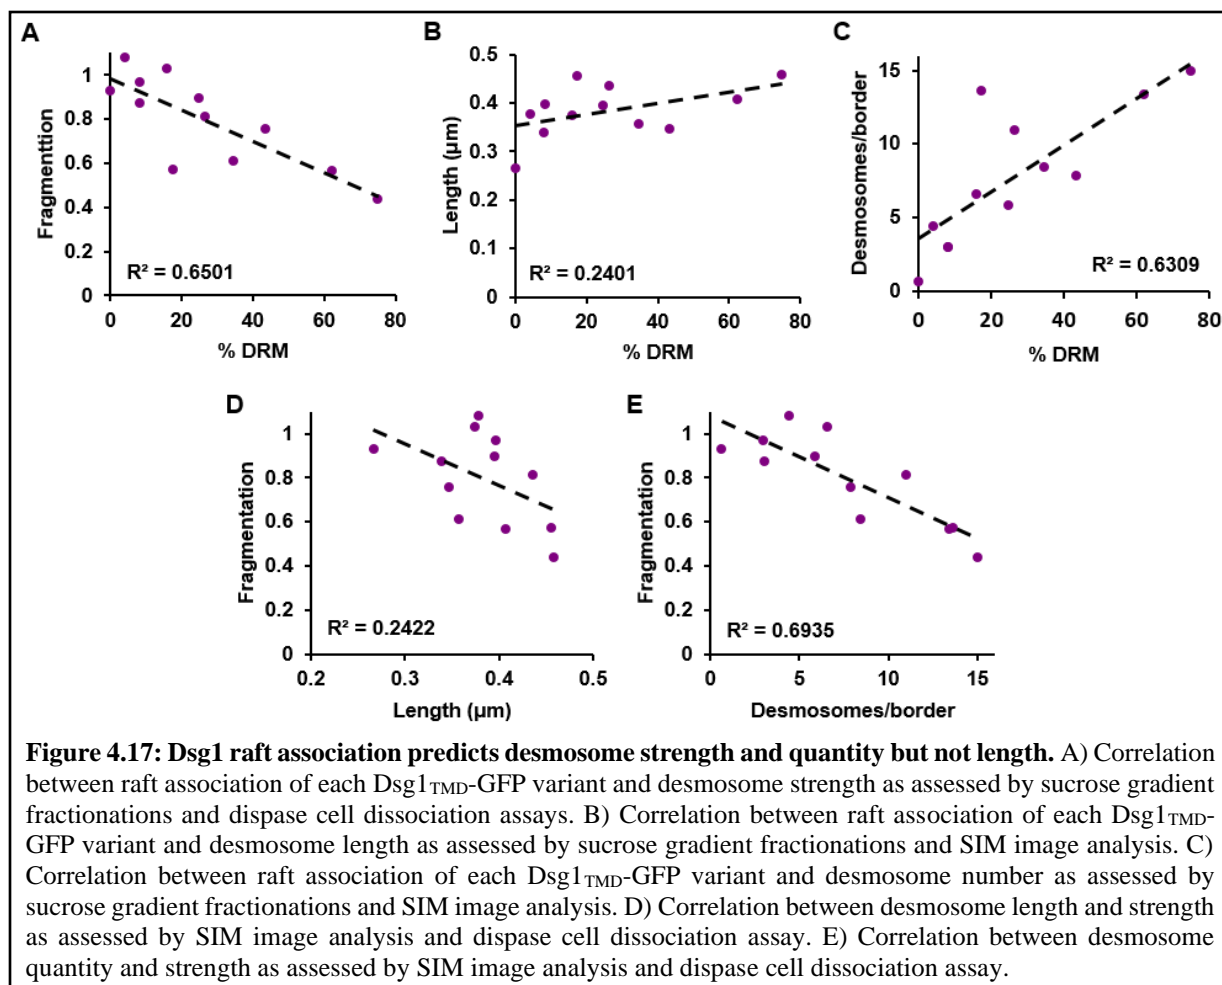 A
Fragmenttion
1
0.8
0.6
0.4
0.2
0
R² = 0.6501
0 20 40 60 80
% DRM
B
Length (µm)
0.5
0.4
0.3
0.2
0.1
0
R² = 0.2401
0 20 40 60 80
% DRM
C
Desmosomes/border
15
10
5
0
R² = 0.6309
0 20 40 60 80
% DRM
D
Fragmentation
1
0.8
0.6
0.4
0.2
0
R² = 0.2422
0.2 0.3 0.4 0.5
Length (µm)
E
Fragmentation
1
0.8
0.6
0.4
0.2
0
R² = 0.6935
0 5 10 15
Desmosomes/border
Figure 4.17: Dsg1 raft association predicts desmosome strength and quantity but not length. A) Correlation
between raft association of each Dsg1TMD-GFP variant and desmosome strength as assessed by sucrose gradient
fractionations and dispase cell dissociation assays. B) Correlation between raft association of each Dsg1TMD-
GFP variant and desmosome length as assessed by sucrose gradient fractionations and SIM image analysis. C)
Correlation between raft association of each Dsg1TMD-GFP variant and desmosome number as assessed by
sucrose gradient fractionations and SIM image analysis. D) Correlation between desmosome length and strength
as assessed by SIM image analysis and dispase cell dissociation assay. E) Correlation between desmosome
quantity and strength as assessed by SIM image analysis and dispase cell dissociation assay.